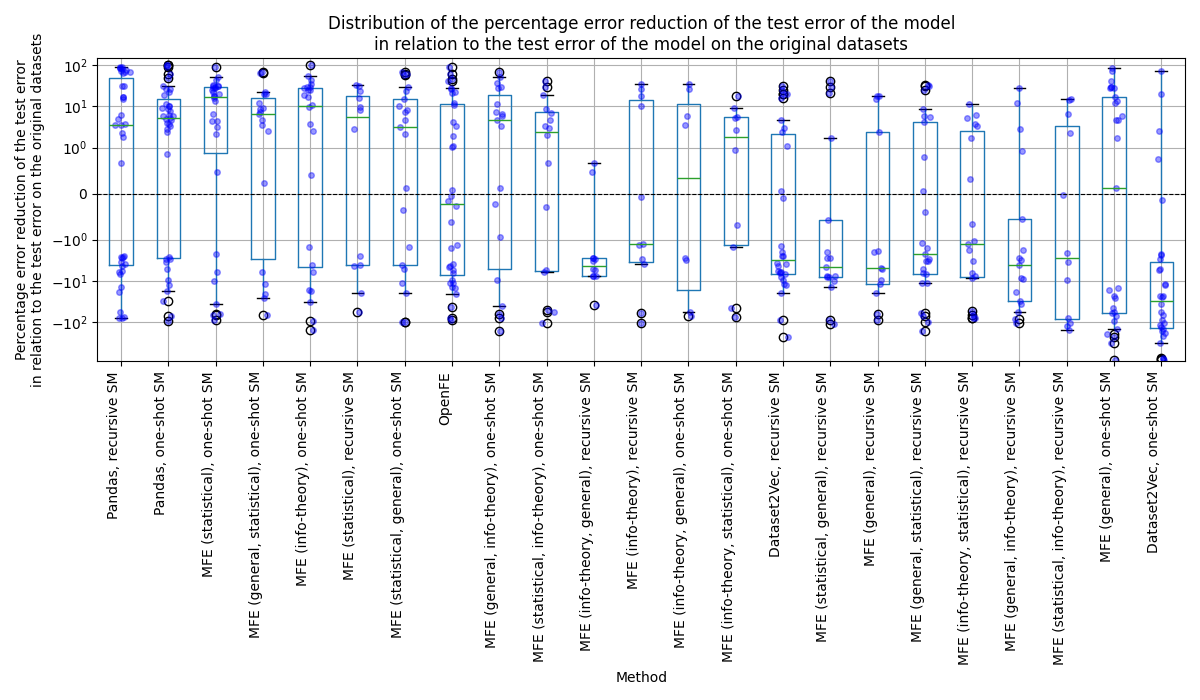 Distribution of the percentage error reduction of the test error of the model
in relation to the test error of the model on the original datasets
Percentage error reduction of the test error
in relation to the test error on the original datasets
10²
10¹
10⁰
0
−10⁰
−10¹
−10²
Pandas, recursive SM
Pandas, one-shot SM
MFE (statistical), one-shot SM
MFE (general, statistical), one-shot SM
MFE (info-theory), one-shot SM
MFE (statistical), recursive SM
MFE (statistical, general), one-shot SM
OpenFE
MFE (general, info-theory), one-shot SM
MFE (statistical, info-theory), one-shot SM
MFE (info-theory, general), recursive SM
MFE (info-theory), recursive SM
MFE (info-theory, general), one-shot SM
MFE (info-theory, statistical), one-shot SM
Dataset2Vec, recursive SM
MFE (statistical, general), recursive SM
MFE (general), recursive SM
MFE (general, statistical), recursive SM
MFE (info-theory, statistical), recursive SM
MFE (general, info-theory), recursive SM
MFE (statistical, info-theory), recursive SM
MFE (general), one-shot SM
Dataset2Vec, one-shot SM
Method